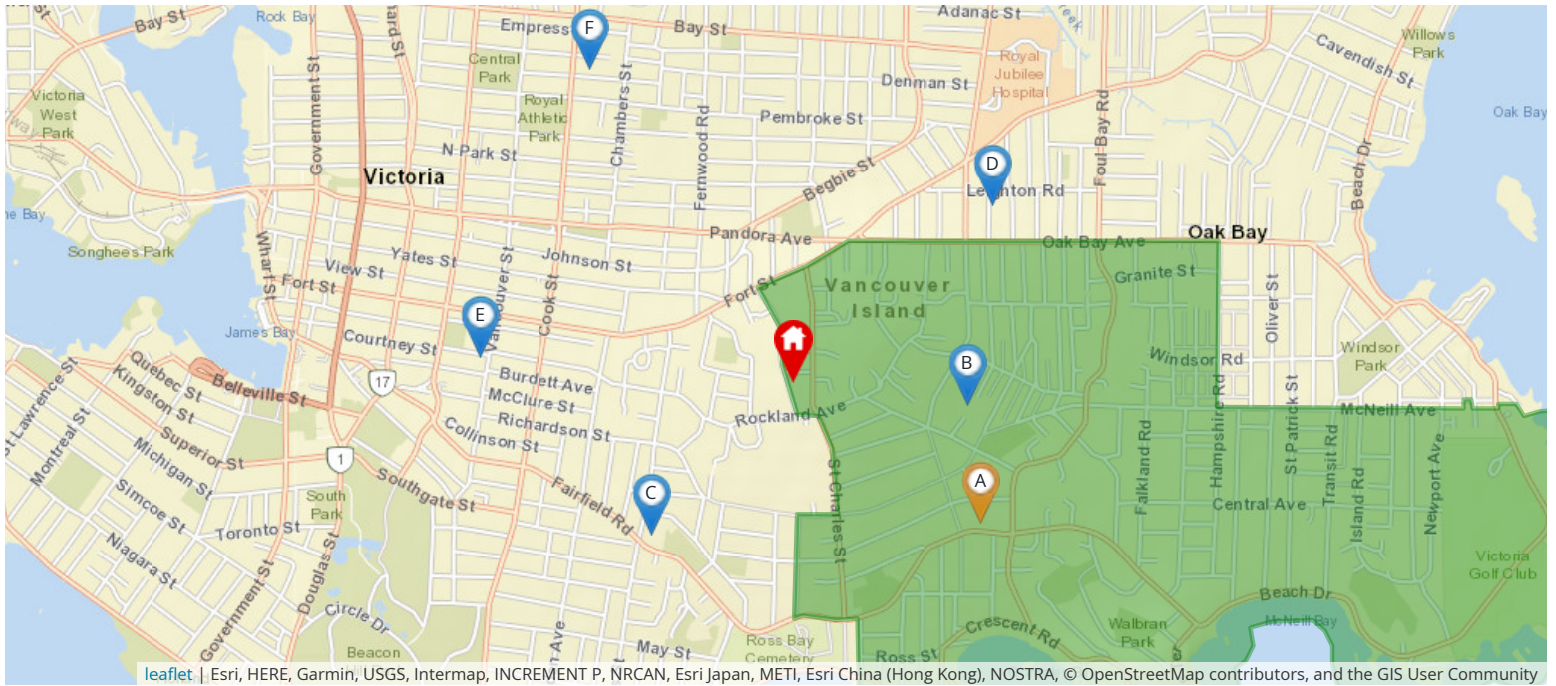 Rock Bay
Bay St
Empress
F
Bay St
Adanac St
Creek
Willows
Park
Cavendish St
Central
Park
Government St
Royal
Jubilee
Hospital
Denman St
Foul Bay Rd
Oak Bay
Victoria
West
Park
Royal
Athletic
Park
Chambers St
Fernwood Rd
Pembroke St
N Park St
Begbie St
D
Leighton Rd
Beach Dr
Victoria
Songhees Park
Wharf St
Pandora Ave
Oak Bay Ave
Oak Bay
View St
Yates St
Vancouver St
Johnson St
Fort St
Fort St
Cook St
Vancouver
Island
Granite St
Oliver St
James Bay
Courtney St
E
B
Windsor Rd
Windsor
Park
Quebec St
Kingston St
Belleville St
17
Burdett Ave
McClure St
Richardson St
Collinson St
Rockland Ave
McNeill Ave
St Lawrence St
Montreal St
Superior St
Michigan St
Simcoe St
Toronto St
Niagara St
1
South
Park
Southgate St
Fairfield Rd
C
St Charles St
A
Falkland Rd
Hampshire Rd
St Patrick St
Transit Rd
Island Rd
Newport Ave
Central Ave
Victoria
Golf Club
Government St
Douglas St
Circle Dr
Beacon
May St
Ross Bay
Cemetery
Ross St
Crescent Rd
Walbran
Park
Beach Dr
McNeill Bay
leaflet | Esri, HERE, Garmin, USGS, Intermap, INCREMENT P, NRCAN, Esri Japan, METI, Esri China (Hong Kong), NOSTRA, © OpenStreetMap contributors, and the GIS User Community